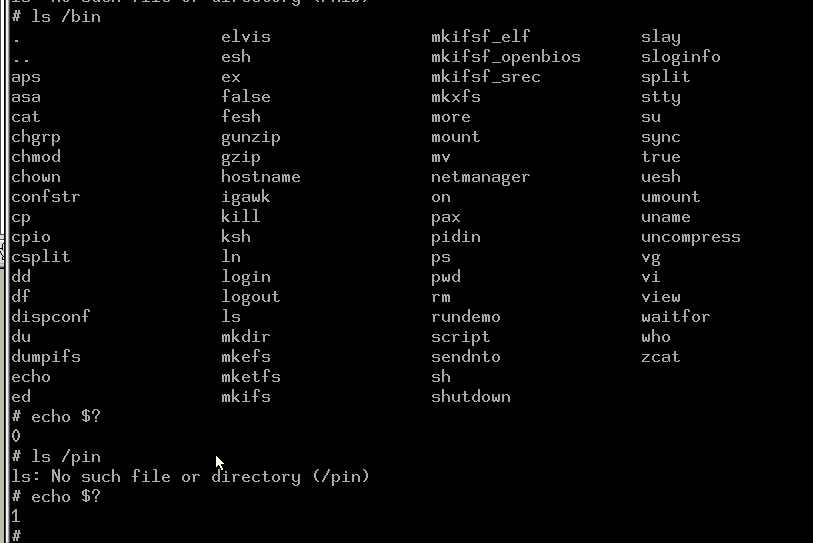 # ls /bin
. elvis mkifsf_elf slay
.. esh mkifsf_openbios sloginfo
aps ex mkifsf_srec split
asa false mkxfs stty
cat fesh more su
chgrp gunzip mount sync
chmod gzip mv true
chown hostname netmanager uesh
confstr igawk on umount
cp kill pax uname
cpio ksh pidin uncompress
csplit ln ps vg
dd login pwd vi
df logout rm view
dispconf ls rundemo waitfor
du mkdir script who
dumpifs mkefs sendnto zcat
echo mketfs sh
ed mkifs shutdown
# echo $?
0
# ls /pin
ls: No such file or directory (/pin)
# echo $?
1
#